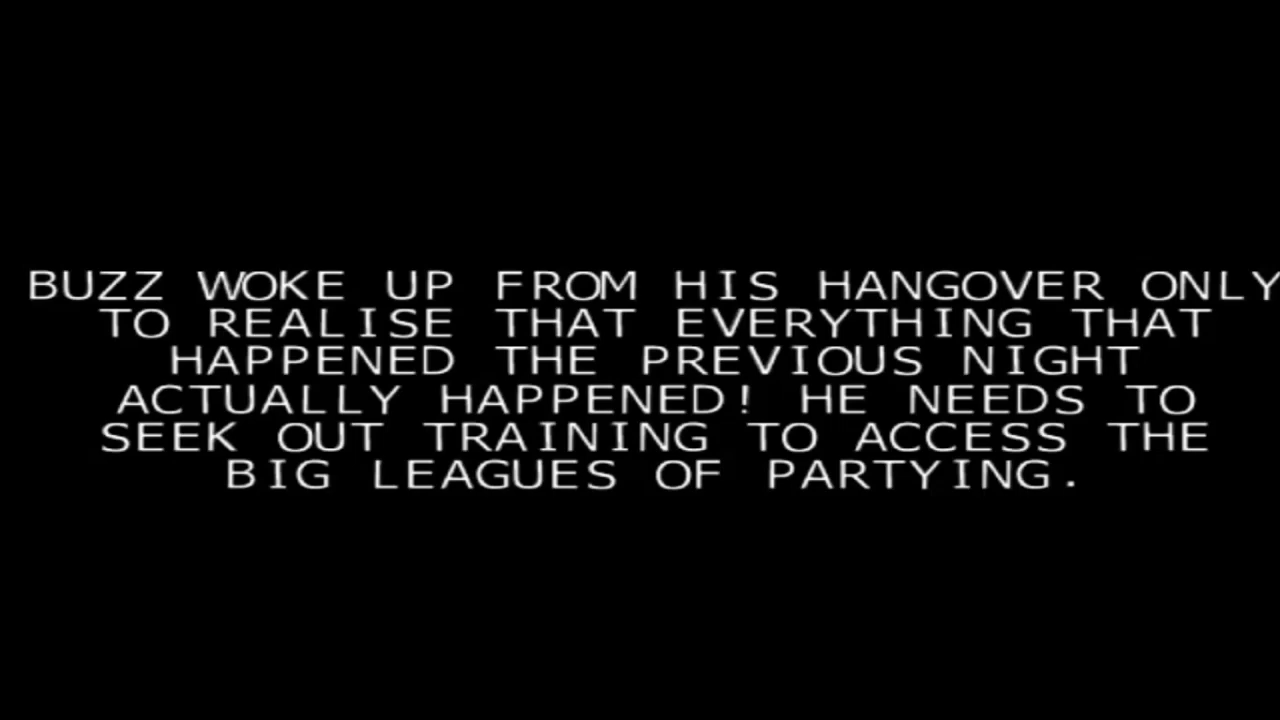 BUZZ WOKE UP FROM HIS HANGOVER ONLY
TO REALISE THAT EVERYTHING THAT
HAPPENED THE PREVIOUS NIGHT
ACTUALLY HAPPENED! HE NEEDS TO
SEEK OUT TRAINING TO ACCESS THE
BIG LEAGUES OF PARTYING.